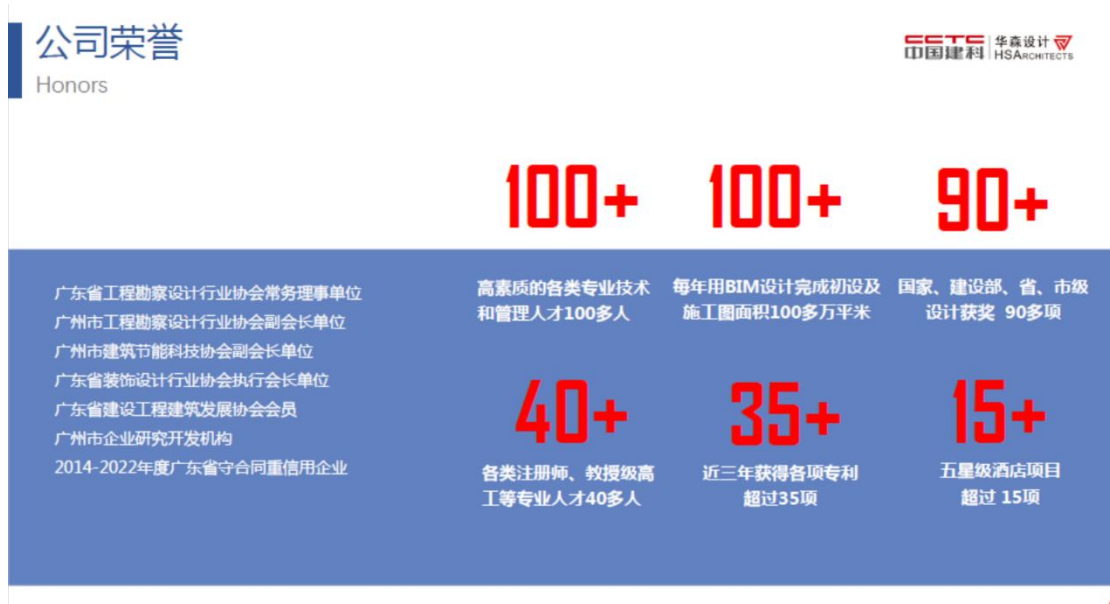 公司荣誉
Honors
CCTC
中国建科
华森设计
HSARCHITECTS
广东省工程勘察设计行业协会常务理事单位
广州市工程勘察设计行业协会副会长单位
广州市建筑节能科技协会副会长单位
广东省装饰设计行业协会执行会长单位
广东省建设工程建筑发展协会会员
广州市企业研究开发机构
2014-2022年度广东省守合同重信用企业
100+
高素质的各类专业技术
和管理人才100多人
100+
每年用BIM设计完成初设及
施工图面积100多万平米
90+
国家、建设部、省、市级
设计获奖 90多项
40+
各类注册师、教授级高
工等专业人才40多人
35+
近三年获得各项专利
超过35项
15+
五星级酒店项目
超过 15项